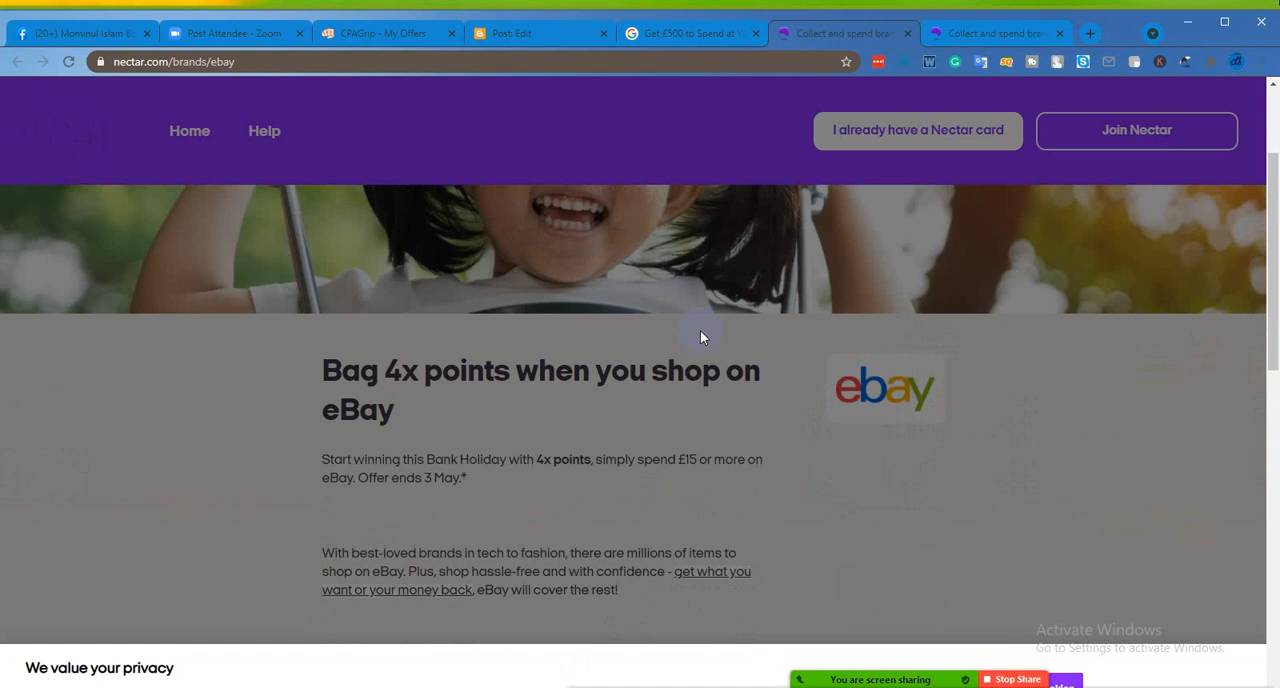 (20+) Mominul Islam
Post Attendee - Zoom
CPAGrip - My Offers
Post: Edit
Get £500 to Spend at
Collect and spend bran
Collect and spend bran
nectar.com/brands/ebay
Home
Help
I already have a Nectar card
Join Nectar
Bag 4x points when you shop on
eBay
ebay
Start winning this Bank Holiday with 4x points, simply spend £15 or more on
eBay. Offer ends 3 May.*
With best-loved brands in tech to fashion, there are millions of items to
shop on eBay. Plus, shop hassle-free and with confidence - get what you
want or your money back, eBay will cover the rest!
Activate Windows
Go to Settings to activate Windows.
We value your privacy
You are screen sharing
Stop Share